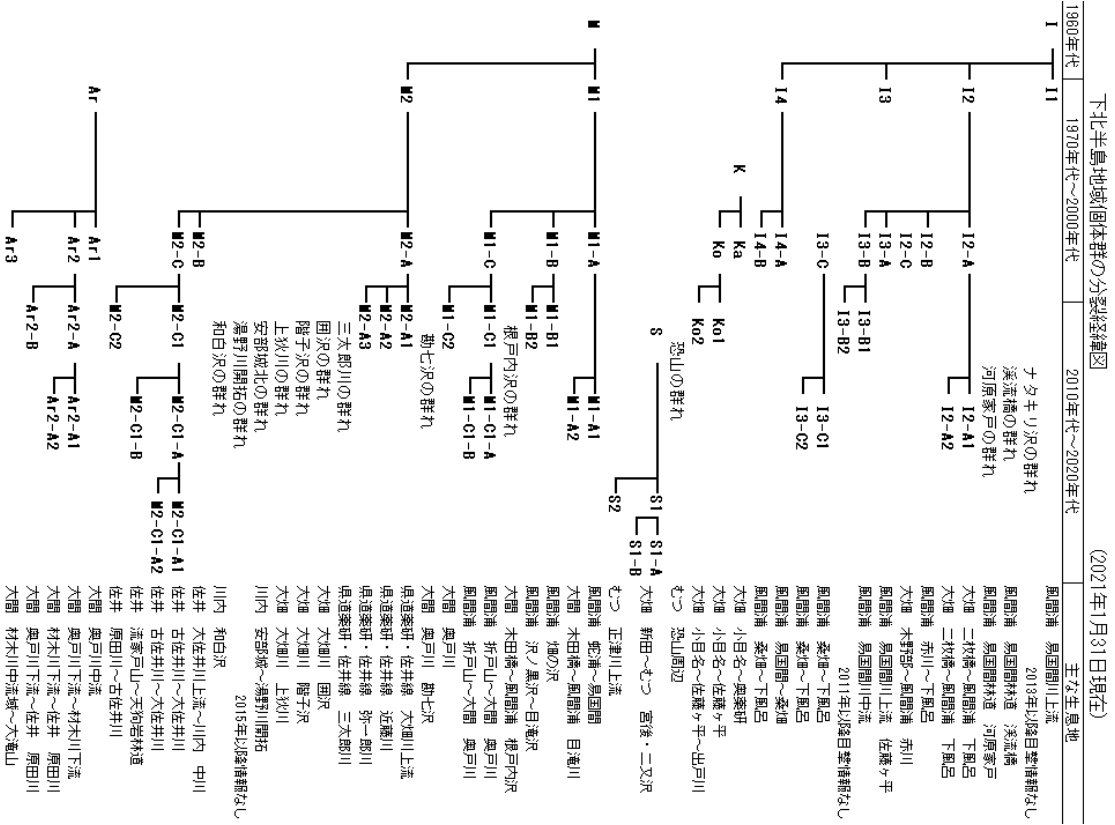 下北半島地域個体群の分裂経緯図 (2021年1月31日現在)
1960年代 1970年代~2000年代 2010年代~2020年代 主な生息地
I I1 風間浦 易国間川上流
ナタキリ沢の群れ 2013年以降目撃情報なし
渓流橋の群れ 風間浦 易国間林道 渓流橋
河原家戸の群れ 風間浦 易国間林道 河原家戸
I2 I2-A I2-A1 大畑 二枚橋~風間浦 下風呂
I2-A2 大畑 二枚橋~風間浦 下風呂
I2-B 風間浦 赤川~下風呂
I2-C 大畑 木野部~風間浦 赤川
I3 I3-A 風間浦 易国間川上流 佐藤ヶ平
I3-B I3-B1 風間浦 易国間川中流
I3-B2 2011年以降目撃情報なし
I3-C I3-C1 風間浦 桑畑~下風呂
I3-C2 風間浦 桑畑~下風呂
I4 I4-A 風間浦 易国間~桑畑
I4-B 風間浦 桑畑~下風呂
K Ka 大畑 小目名~奥薬研
Ko Ko1 大畑 小目名~佐藤ヶ平
Ko2 大畑 小目名~佐藤ヶ平~出戸川
恐山の群れ むつ 恐山周辺
S S1 S1-A
S1-B 大畑 新田~むつ 宮後・二又沢
S2 むつ 正津川上流
M M1 M1-A M1-A1 風間浦 蛇浦~易国間
M1-A2 大間 木田橋~風間浦 目滝川
M1-B M1-B1 風間浦 畑の沢
M1-B2 風間浦 沢ノ黒沢~目滝沢
根戸内沢の群れ 大間 木田橋~風間浦 根戸内沢
M1-C M1-C1 M1-C1-A 風間浦 折戸山~大間 奥戸川
M1-C1-B 風間浦 折戸山~大間 奥戸川
M1-C2 大間 奥戸川
勘七沢の群れ 大間 奥戸川 勘七沢
M2 M2-A M2-A1 県道薬研・佐井線 大畑川上流
M2-A2 県道薬研・佐井線 近藤川
M2-A3 県道薬研・佐井線 弥一郎川
三太郎川の群れ 県道薬研・佐井線 三太郎川
囲沢の群れ 大畑 大畑川 囲沢
階子沢の群れ 大畑 大畑川 階子沢
上狄川の群れ 大畑 大畑川 上狄川
安部城北の群れ 川内 安部城~湯野川開拓
湯野川開拓の群れ 2015年以降情報なし
和白沢の群れ 川内 和白沢
M2-B 佐井 大佐井川上流~川内 中川
M2-C M2-C1 M2-C1-A M2-C1-A1 佐井 古佐井川~大佐井川
M2-C1-A2 佐井 古佐井川~大佐井川
M2-C1-B 佐井 流家戸山~天狗岩林道
M2-C2 佐井 原田川~古佐井川
Ar Ar1 大間 奥戸川中流
Ar2 Ar2-A Ar2-A1 大間 奥戸川下流~材木川下流
Ar2-A2 大間 材木川下流~佐井 原田川
Ar2-B 大間 奥戸川下流~佐井 原田川
Ar3 大間 材木川中流域~大滝山